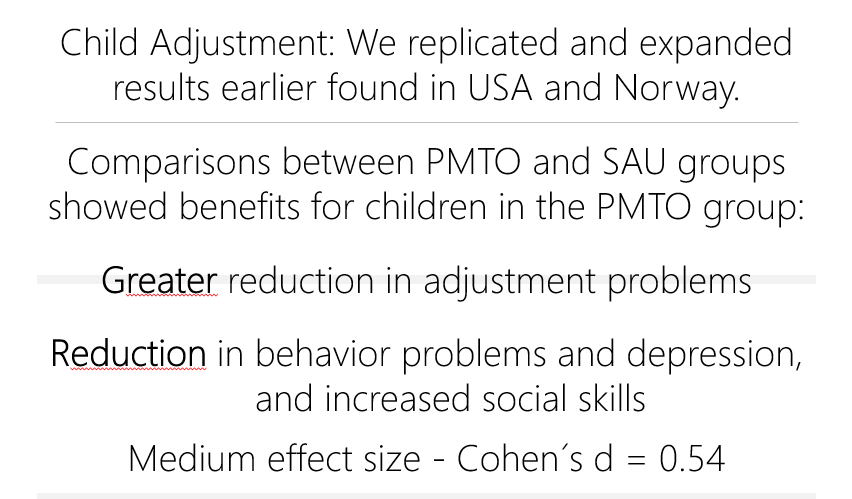 Child Adjustment: We replicated and expanded
results earlier found in USA and Norway.
Comparisons between PMTO and SAU groups
showed benefits for children in the PMTO group:
Greater reduction in adjustment problems
Reduction in behavior problems and depression,
and increased social skills
Medium effect size - Cohen´s d = 0.54